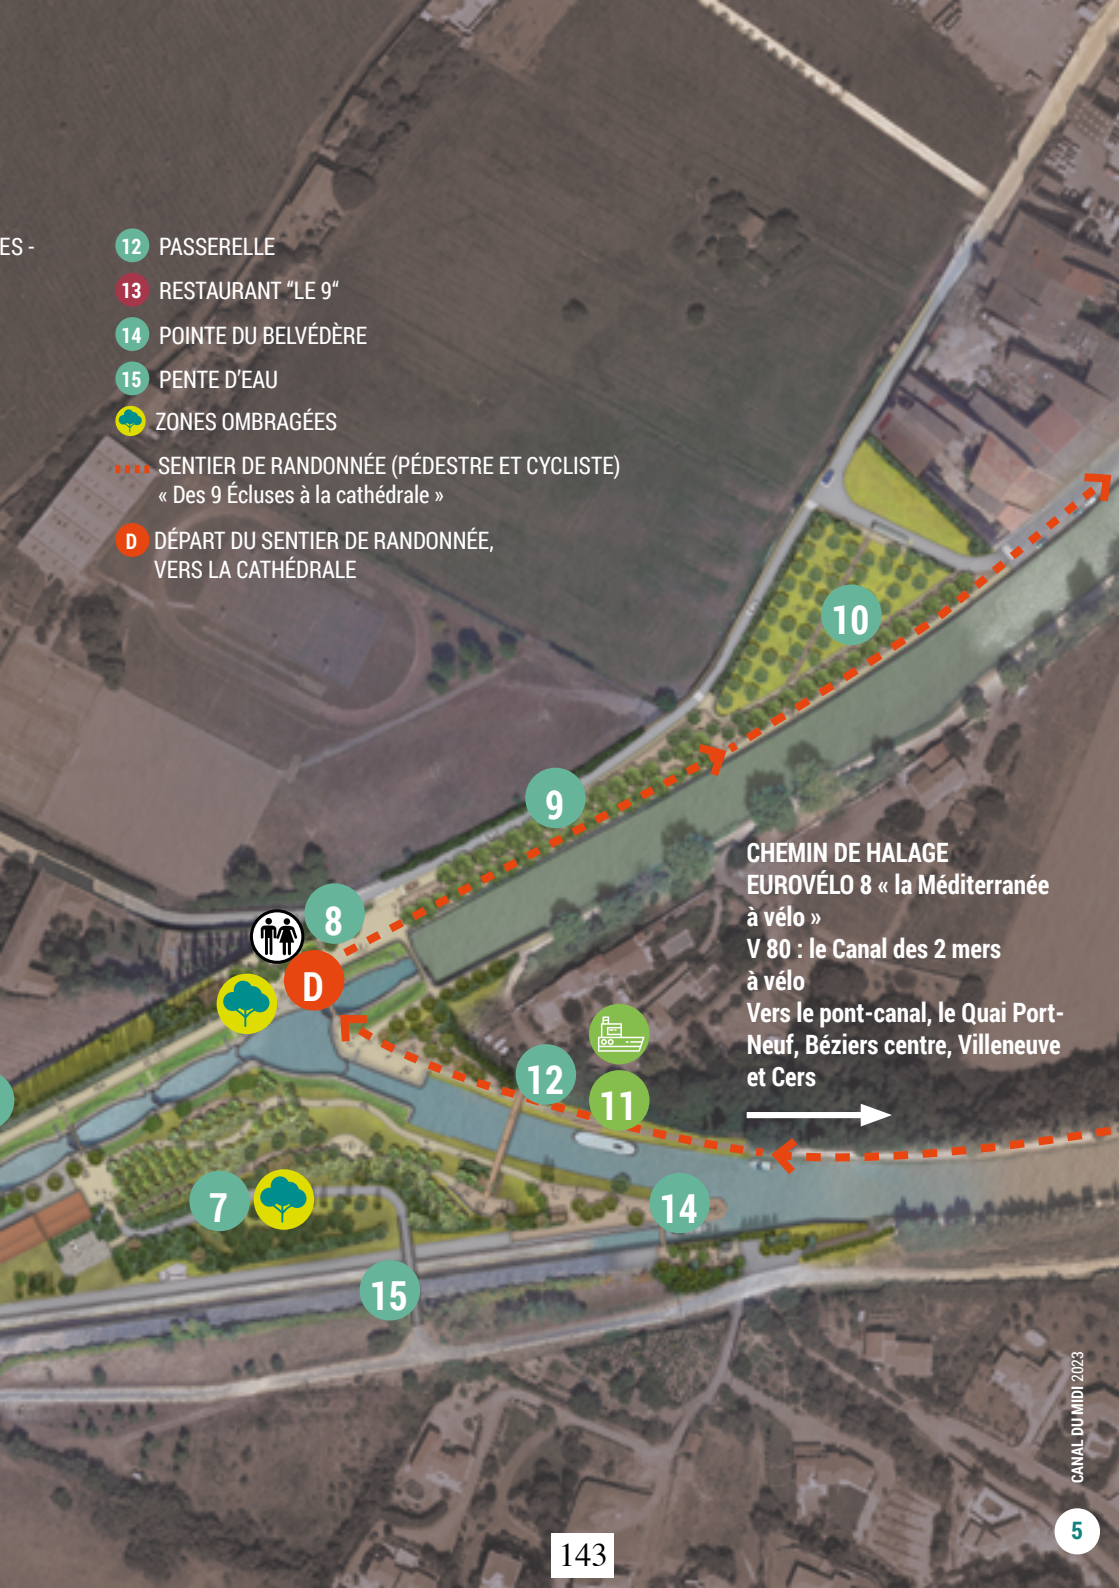 ES -
12 PASSERELLE
13 RESTAURANT “LE 9“
14 POINTE DU BELVÉDÈRE
15 PENTE D’EAU
ZONES OMBRAGÉES
SENTIER DE RANDONNÉE (PÉDESTRE ET CYCLISTE)
« Des 9 Écluses à la cathédrale »
D DÉPART DU SENTIER DE RANDONNÉE,
VERS LA CATHÉDRALE
10
9
8
D
12
11
7
14
15
CHEMIN DE HALAGE
EUROVÉLO 8 « la Méditerranée
à vélo »
V 80 : le Canal des 2 mers
à vélo
Vers le pont-canal, le Quai Port-
Neuf, Béziers centre, Villeneuve
et Cers
CANAL DU MIDI 2023
5
143